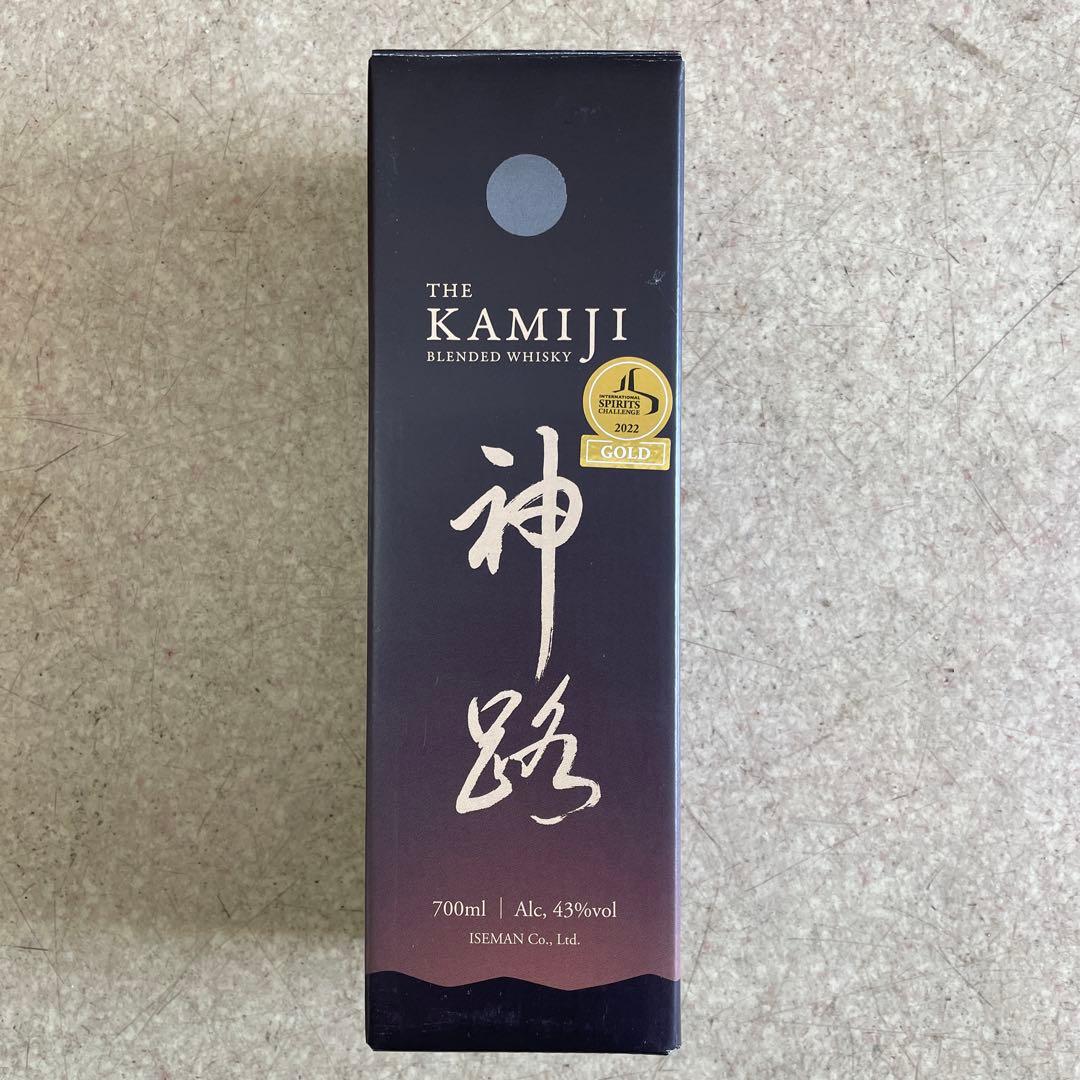 THE
KAMIJI
BLENDED WHISKY
INTERNATIONAL
SPIRITS
CHALLENGE
2022
GOLD
神
路
700ml | Alc, 43%vol
ISEMAN Co., Ltd.